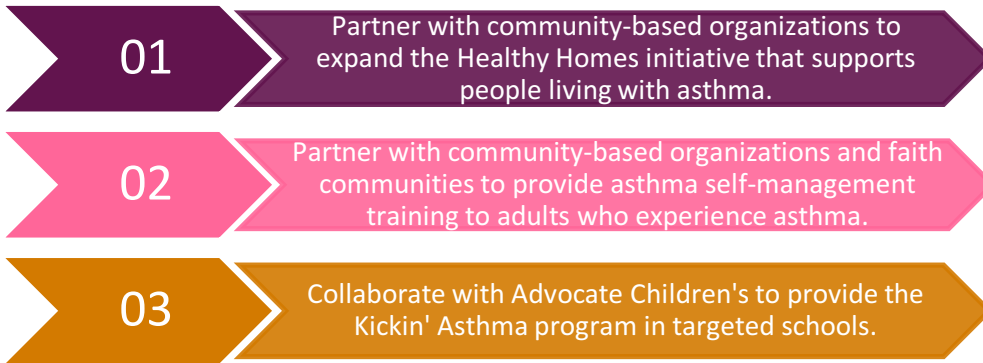 01
Partner with community-based organizations to
expand the Healthy Homes initiative that supports
people living with asthma.
02
Partner with community-based organizations and faith
communities to provide asthma self-management
training to adults who experience asthma.
03
Collaborate with Advocate Children's to provide the
Kickin' Asthma program in targeted schools.